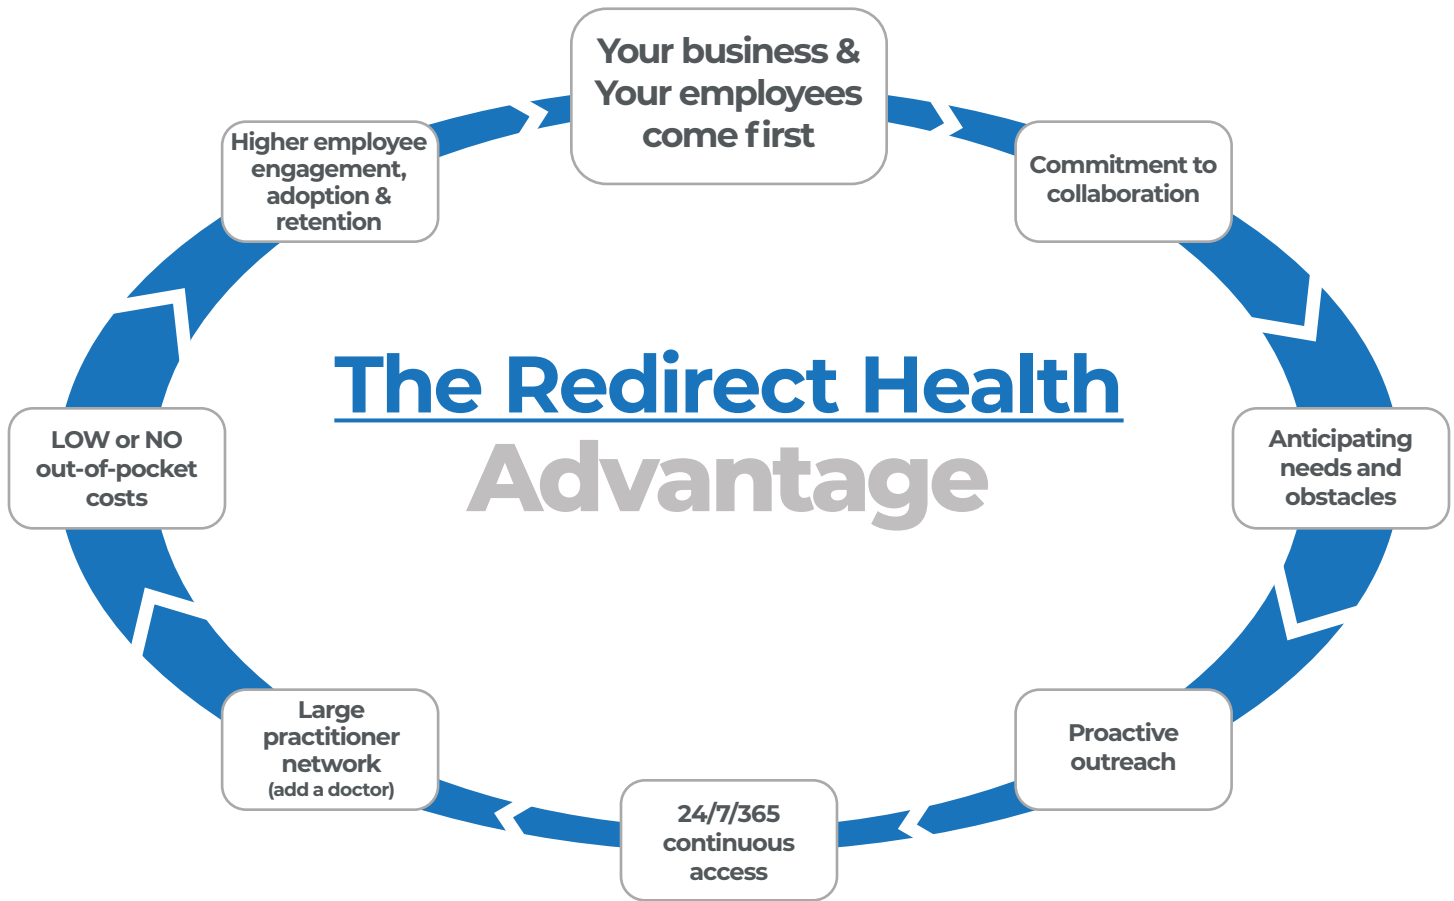 Your business &
Your employees
come first
Commitment to
collaboration
Anticipating
needs and
obstacles
Proactive
outreach
24/7/365
continuous
access
Large
practitioner
network
(add a doctor)
LOW or NO
out-of-pocket
costs
Higher employee
engagement,
adoption &
retention
The Redirect Health
Advantage